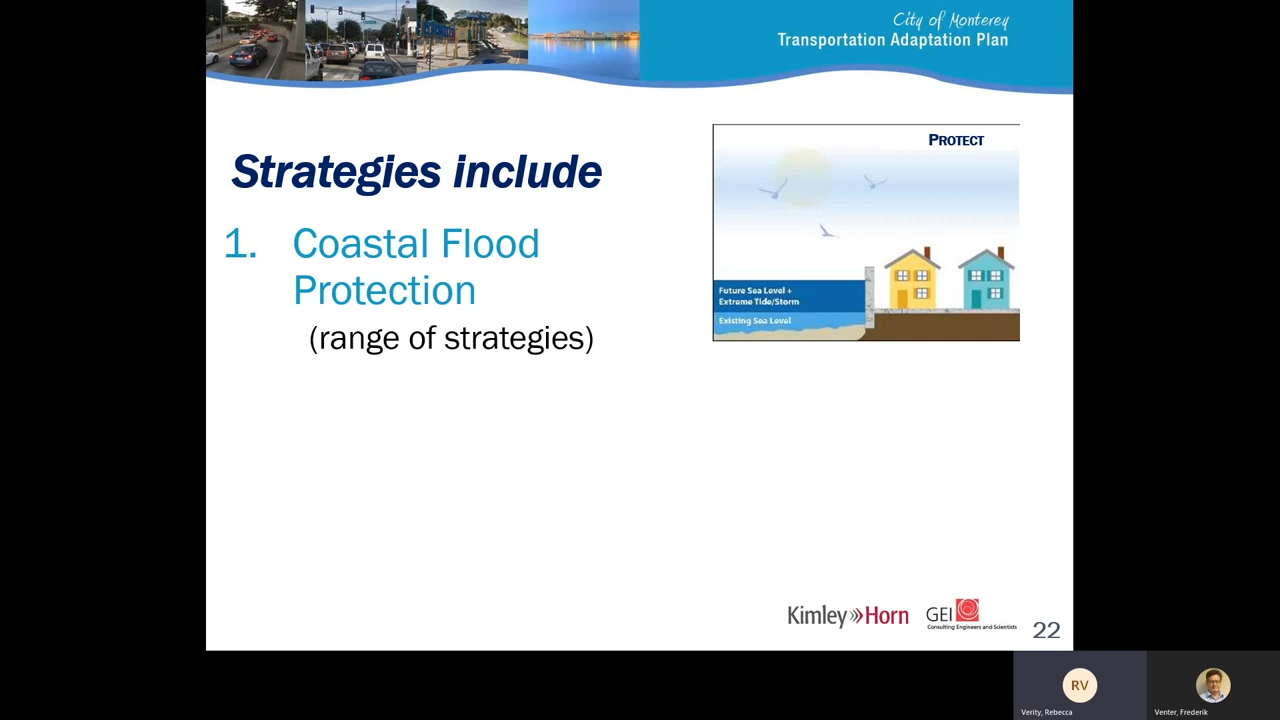 City of Monterey
Transportation Adaptation Plan
PROTECT
Strategies include
1. Coastal Flood
Protection
(range of strategies)
Future Sea Level +
Extreme Tide/Storm
Existing Sea Level
Kimley»Horn
GEI
Consulting Engineers and Scientists
22
RV
Verity, Rebecca
Venter, Frederik